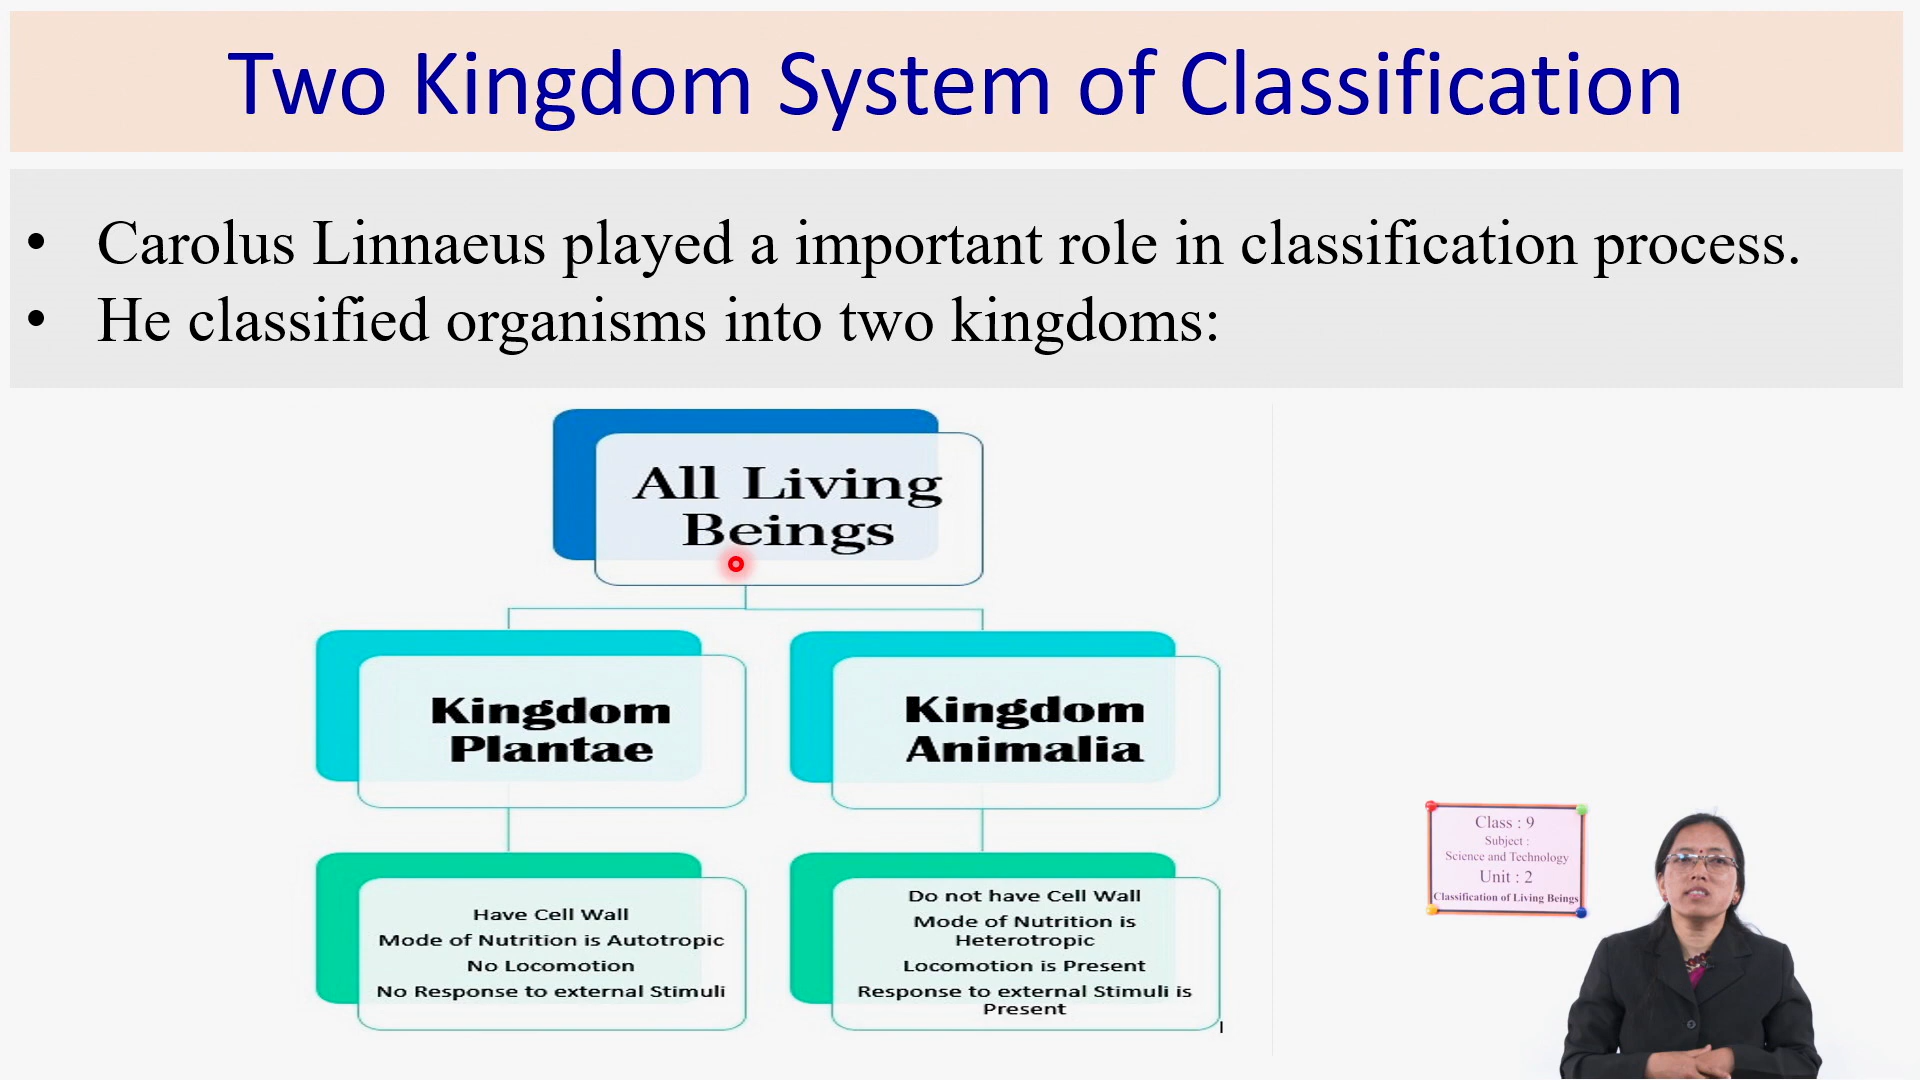 Two Kingdom System of Classification
• Carolus Linnaeus played a important role in classification process.
• He classified organisms into two kingdoms:
All Living
Beings
Kingdom
Plantae
Kingdom
Animalia
Have Cell Wall
Mode of Nutrition is Autotropic
No Locomotion
No Response to external Stimuli
Do not have Cell Wall
Mode of Nutrition is
Heterotropic
Locomotion is Present
Response to external Stimuli is
Present
Class : 9
Subject :
Science and Technology
Unit : 2
Classification of Living Beings